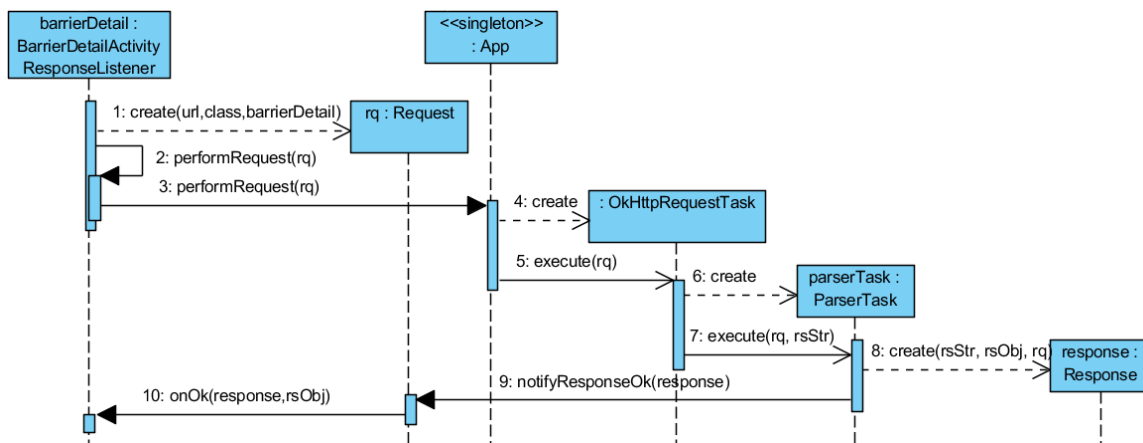 barrierDetail :
BarrierDetailActivity
ResponseListener
<<singleton>>
: App
1: create(url,class,barrierDetail)
rq : Request
2: performRequest(rq)
3: performRequest(rq)
4: create
: OkHttpRequestTask
5: execute(rq)
6: create
parserTask :
ParserTask
7: execute(rq, rsStr)
8: create(rsStr, rsObj, rq)
response :
Response
9: notifyResponseOk(response)
10: onOk(response,rsObj)